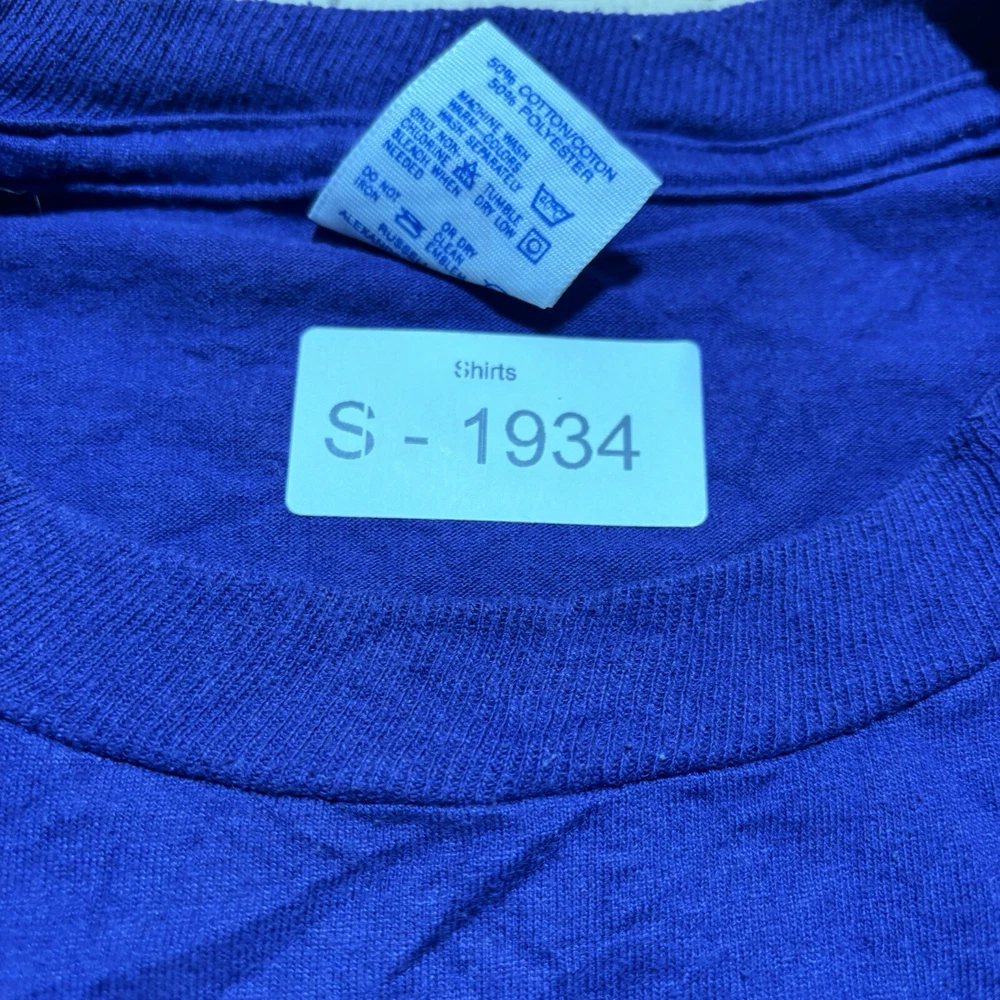 50% COTTON/COTON
50% POLYESTER
MACHINE WASH
WARM—COLORS
WASH SEPARATELY
ONLY NON-
CHLORINE
BLEACH WHEN
NEEDED
TUMBLE
DRY LOW
DO NOT
IRON
OR DRY
CLEAN
Shirts
S - 1934